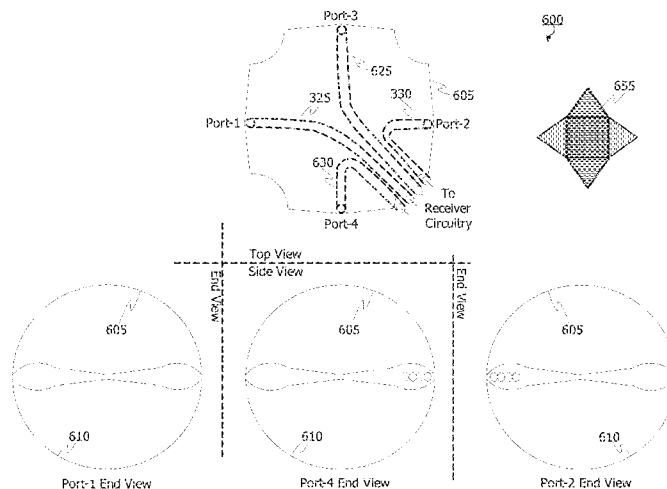 Port-3
600
625
655
325
330
605
Port-1
Port-2
630
To
Receiver
Circuitry
Port-4
Top View
Side View
End View
End View
605
605
605
610
610
610
Port-1 End View
Port-4 End View
Port-2 End View